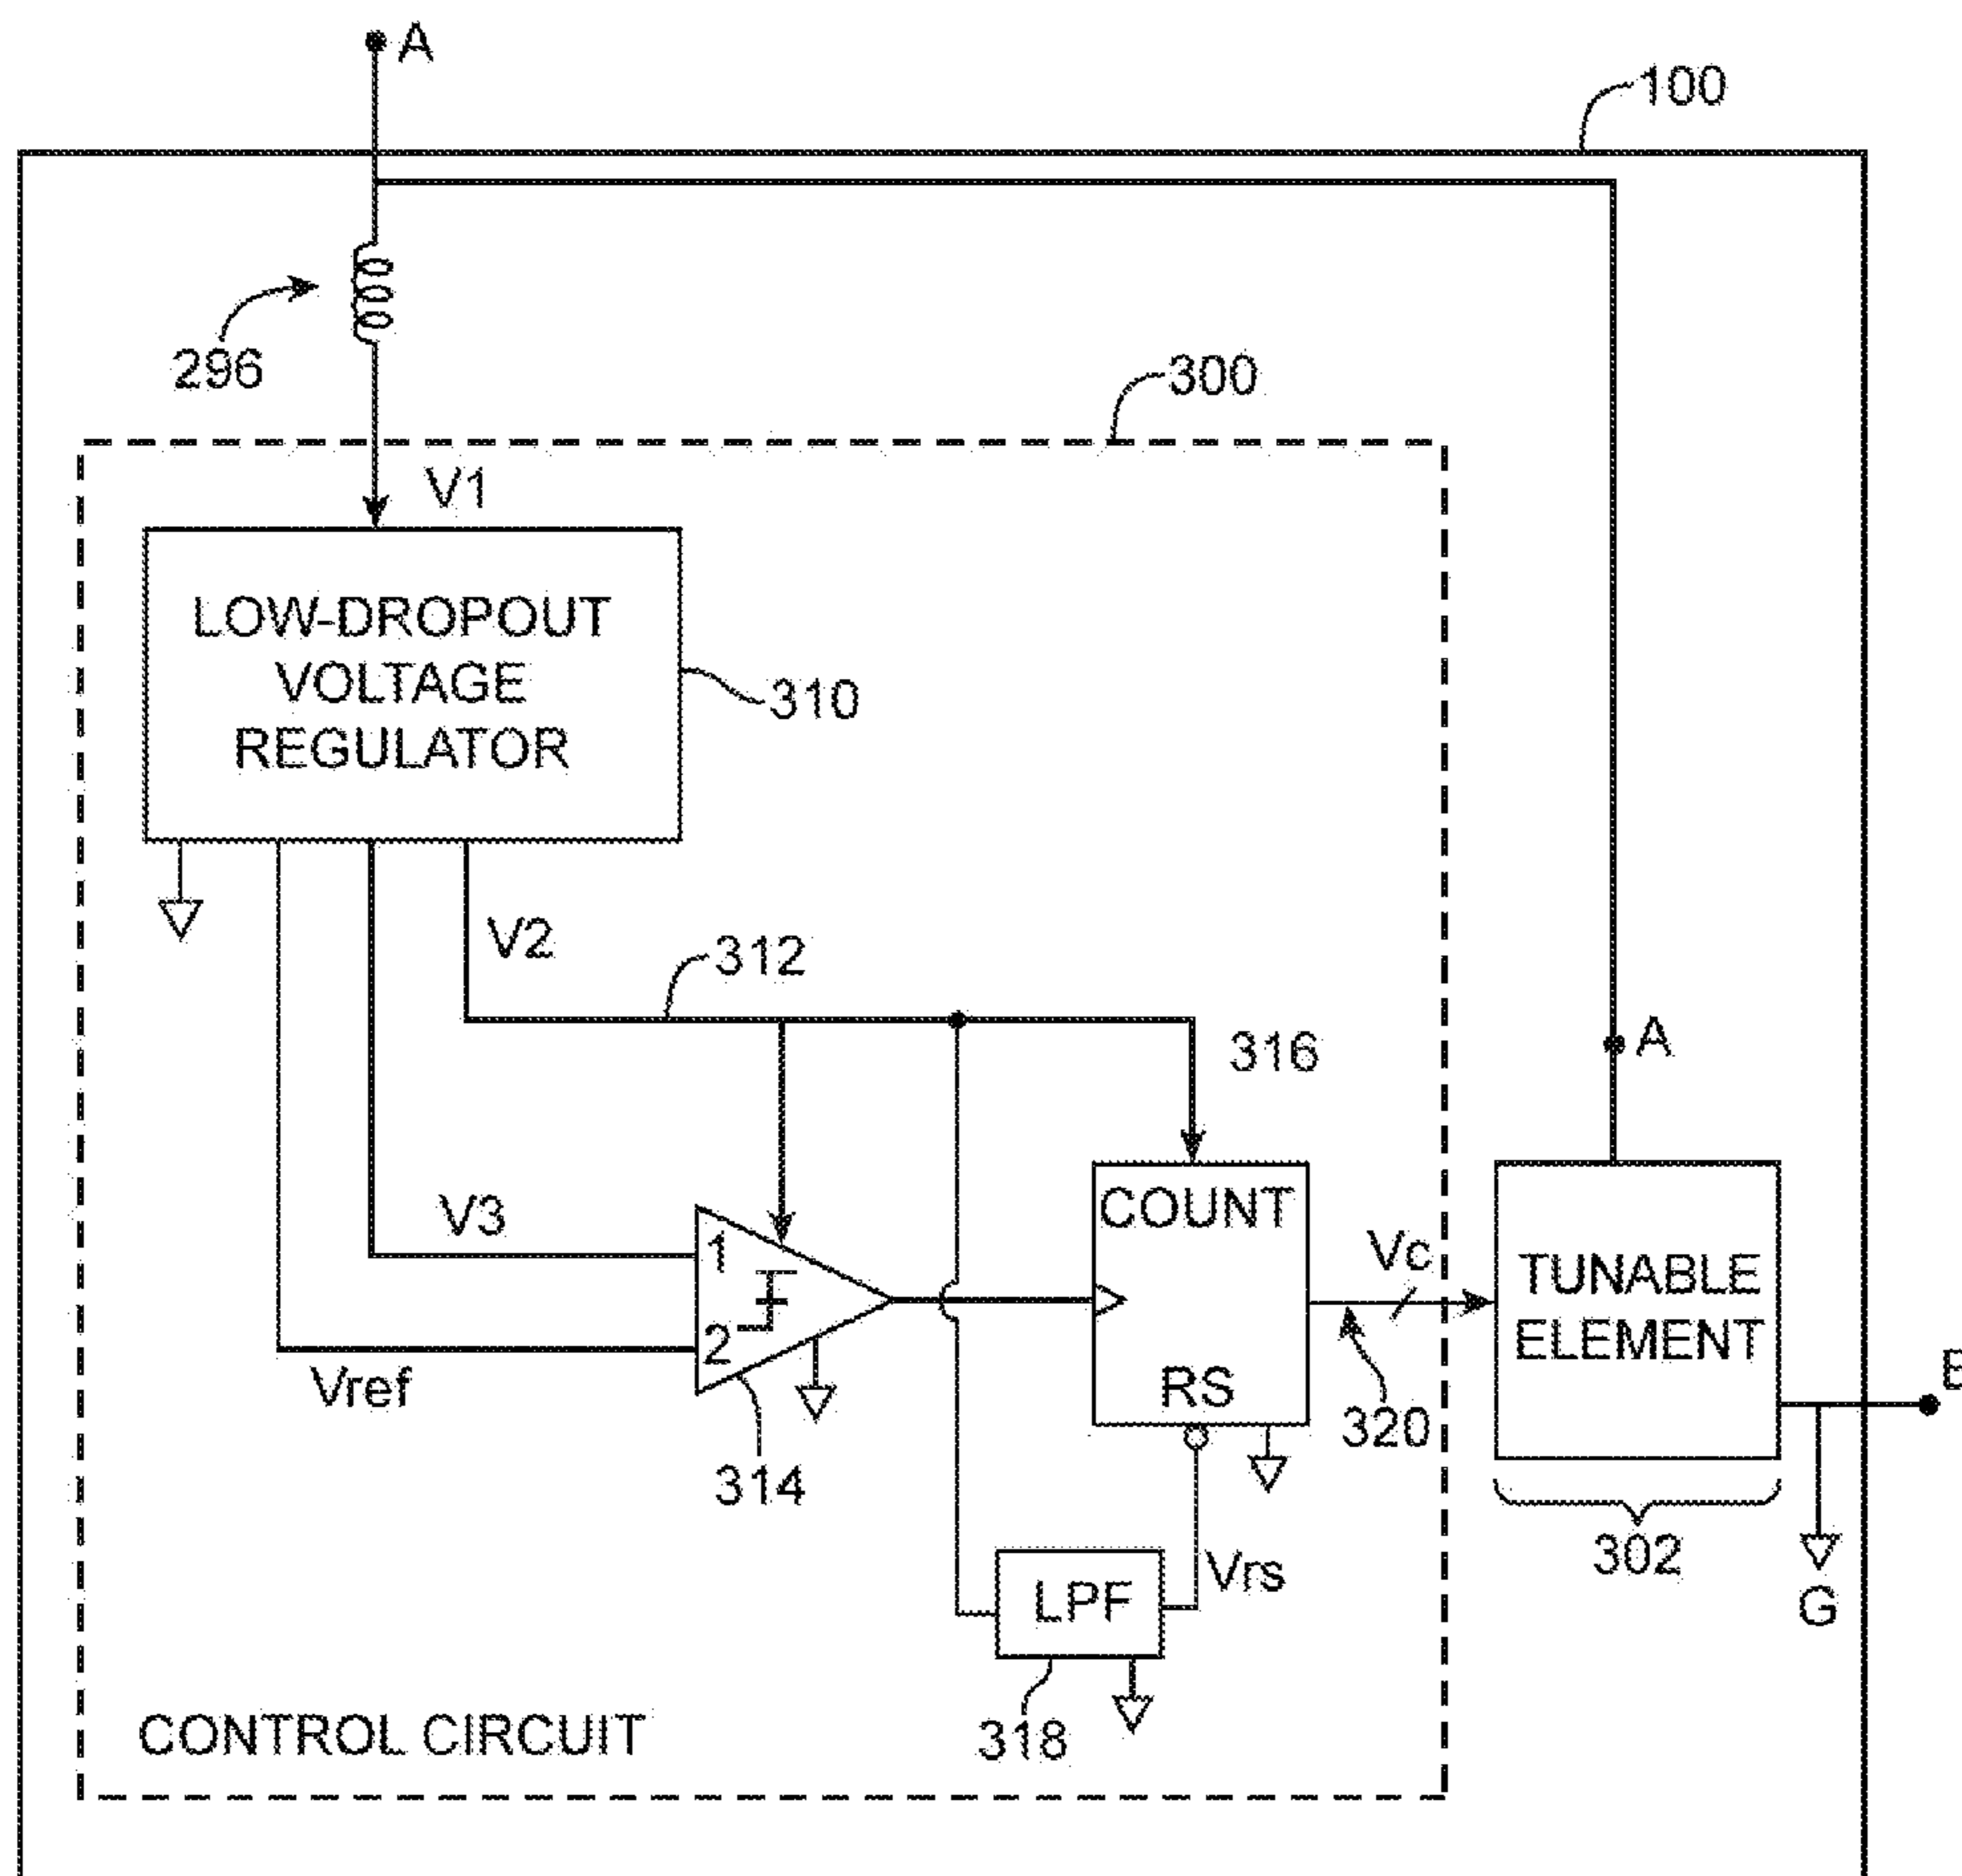 A
100
296
300
V1
LOW-DROPOUT
VOLTAGE
REGULATOR
310
V2
312
316
A
V3
1
COUNT
Vc
TUNABLE
ELEMENT
2
Vref
RS
320
314
302
Vrs
LPF
G
318
CONTROL CIRCUIT